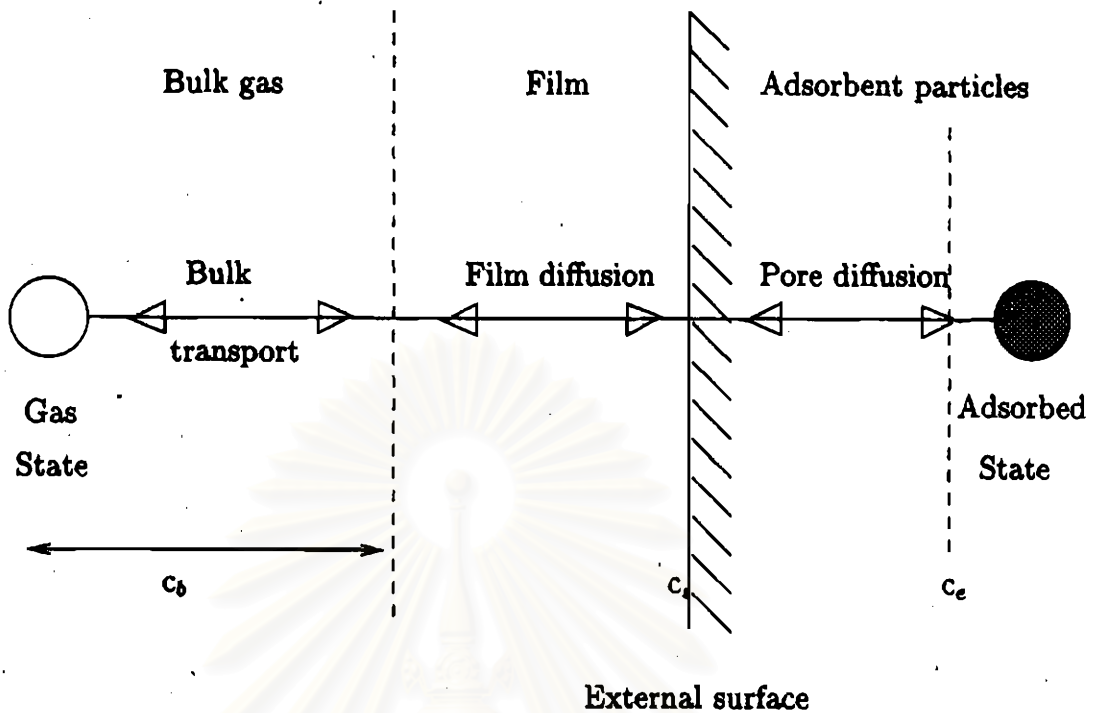 Bulk gas
Film
Adsorbent particles
Bulk
Film diffusion
Pore diffusion
transport
Gas
State
Adsorbed
State
c_b
c_s
c_e
External surface